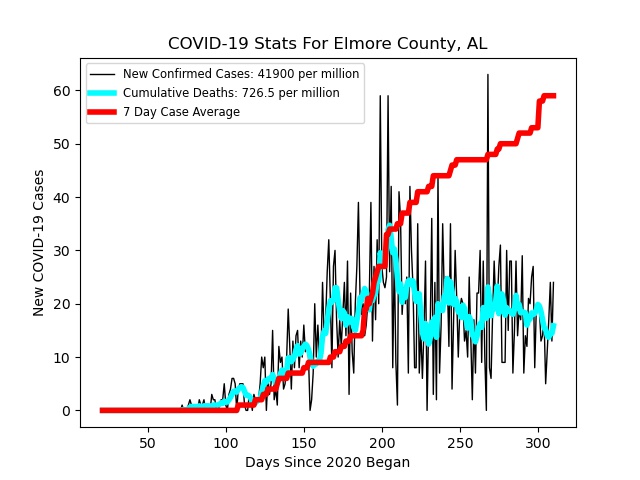 COVID-19 Stats For Elmore County, AL
New Confirmed Cases: 41900 per million
Cumulative Deaths: 726.5 per million
7 Day Case Average
New COVID-19 Cases
60
50
40
30
20
10
0
50 100 150 200 250 300
Days Since 2020 Began